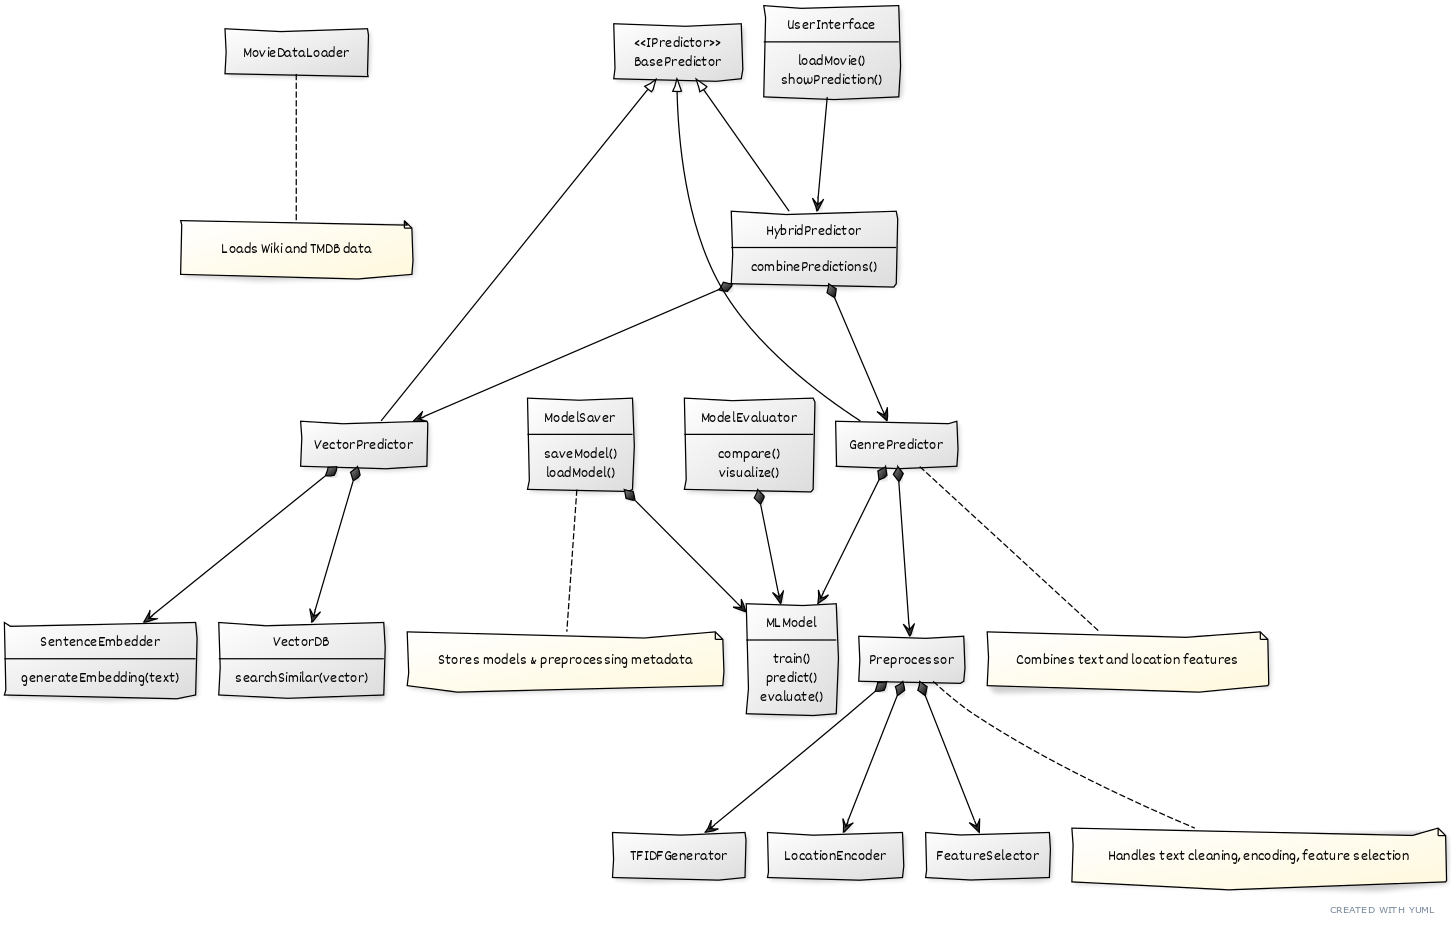 MovieDataLoader
<<IPredictor>>
BasePredictor
UserInterface
loadMovie()
showPrediction()
Loads Wiki and TMDB data
HybridPredictor
combinePredictions()
VectorPredictor
ModelSaver
saveModel()
loadModel()
ModelEvaluator
compare()
visualize()
GenrePredictor
SentenceEmbedder
generateEmbedding(text)
VectorDB
searchSimilar(vector)
Stores models & preprocessing metadata
MLModel
train()
predict()
evaluate()
Preprocessor
Combines text and location features
TFIDFGenerator
LocationEncoder
FeatureSelector
Handles text cleaning, encoding, feature selection
CREATED WITH YUML